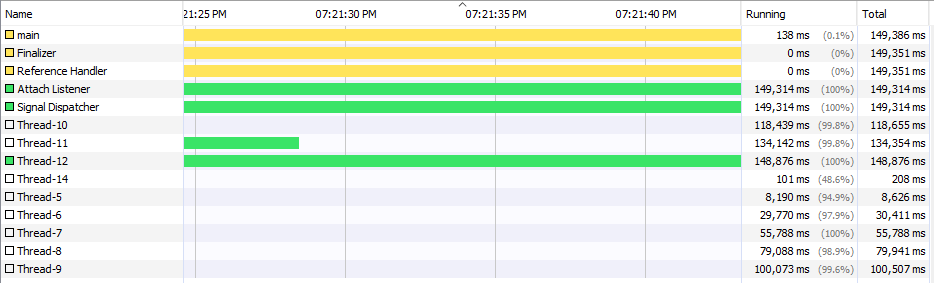 Name 21:25 PM 07:21:30 PM 07:21:35 PM 07:21:40 PM Running Total
main 138 ms (0.1%) 149,386 ms
Finalizer 0 ms (0%) 149,351 ms
Reference Handler 0 ms (0%) 149,351 ms
Attach Listener 149,314 ms (100%) 149,314 ms
Signal Dispatcher 149,314 ms (100%) 149,314 ms
Thread-10 118,439 ms (99.8%) 118,655 ms
Thread-11 134,142 ms (99.8%) 134,354 ms
Thread-12 148,876 ms (100%) 148,876 ms
Thread-14 101 ms (48.6%) 208 ms
Thread-5 8,190 ms (94.9%) 8,626 ms
Thread-6 29,770 ms (97.9%) 30,411 ms
Thread-7 55,788 ms (100%) 55,788 ms
Thread-8 79,088 ms (98.9%) 79,941 ms
Thread-9 100,073 ms (99.6%) 100,507 ms